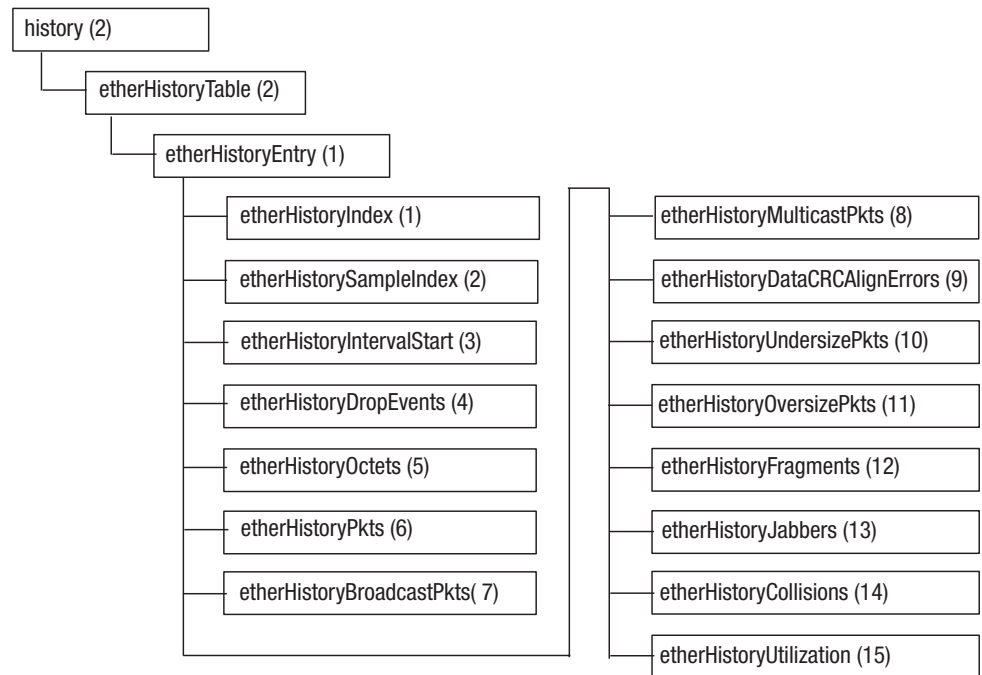 history (2)
etherHistoryTable (2)
etherHistoryEntry (1)
etherHistoryIndex (1)
etherHistorySampleIndex (2)
etherHistoryIntervalStart (3)
etherHistoryDropEvents (4)
etherHistoryOctets (5)
etherHistoryPkts (6)
etherHistoryBroadcastPkts( 7)
etherHistoryMulticastPkts (8)
etherHistoryDataCRCAlignErrors (9)
etherHistoryUndersizePkts (10)
etherHistoryOversizePkts (11)
etherHistoryFragments (12)
etherHistoryJabbers (13)
etherHistoryCollisions (14)
etherHistoryUtilization (15)